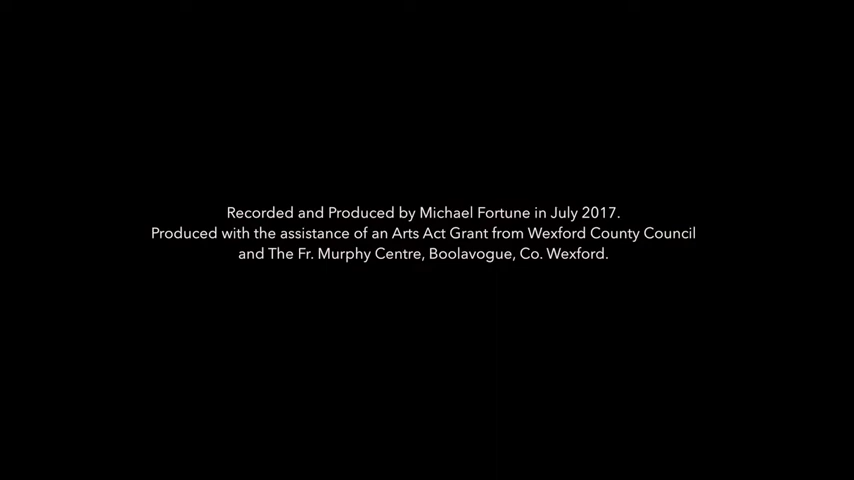 Recorded and Produced by Michael Fortune in July 2017.
Produced with the assistance of an Arts Act Grant from Wexford County Council
and The Fr. Murphy Centre, Boolavogue, Co. Wexford.